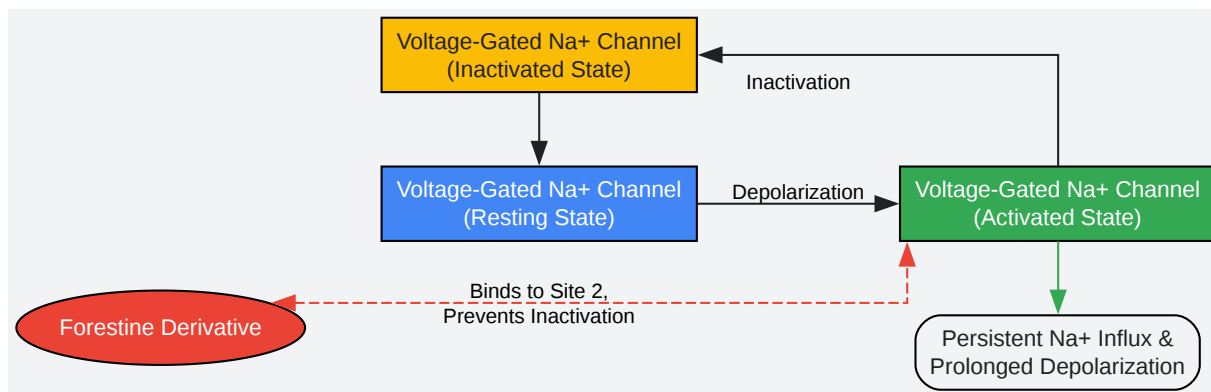 Voltage-Gated Na+ Channel
(Inactivated State)
Inactivation
Voltage-Gated Na+ Channel
(Resting State)
Depolarization
Voltage-Gated Na+ Channel
(Activated State)
Binds to Site 2,
Prevents Inactivation
Forestine Derivative
Persistent Na+ Influx &
Prolonged Depolarization